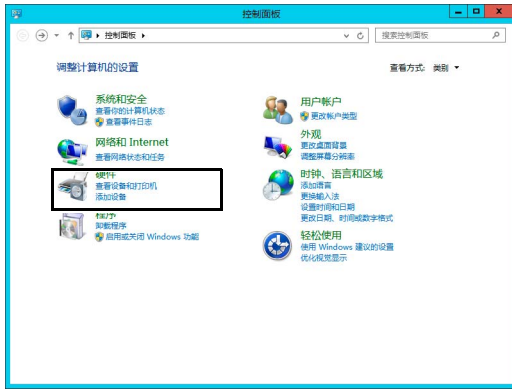 控制面板
控制面板
搜索控制面板
调整计算机的设置
查看方式: 类别
系统和安全
查看你的计算机状态
查看事件日志
网络和 Internet
查看网络状态和任务
硬件
查看设备和打印机
添加设备
程序
卸载程序
启用或关闭 Windows 功能
用户帐户
更改帐户类型
外观
更改桌面背景
调整屏幕分辨率
时钟、语言和区域
添加语言
更换输入法
设置时间和日期
更改日期、时间或数字格式
轻松使用
使用 Windows 建议的设置
优化视觉显示